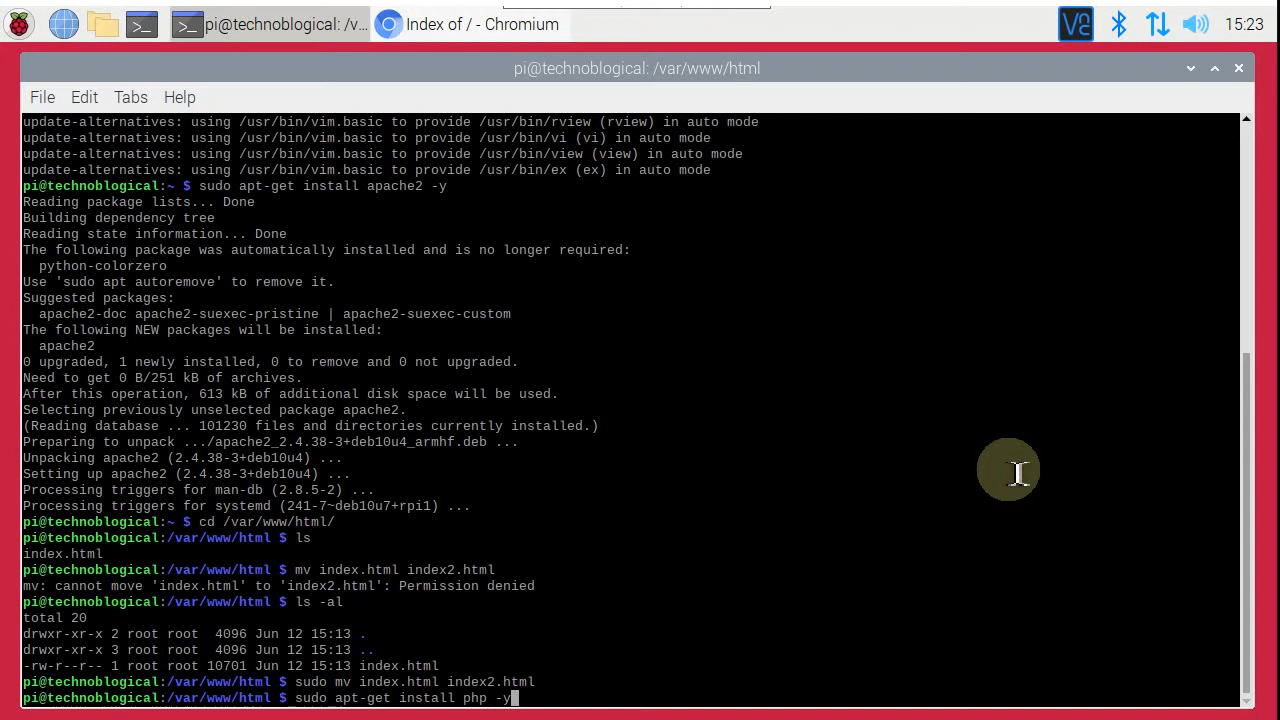 pi@technoblological: /v...
Index of / - Chromium
15:23
pi@technoblological: /var/www/html
File Edit Tabs Help
update-alternatives: using /usr/bin/vim.basic to provide /usr/bin/rview (rview) in auto mode
update-alternatives: using /usr/bin/vim.basic to provide /usr/bin/vi (vi) in auto mode
update-alternatives: using /usr/bin/vim.basic to provide /usr/bin/view (view) in auto mode
update-alternatives: using /usr/bin/vim.basic to provide /usr/bin/ex (ex) in auto mode
pi@technoblological:~ $ sudo apt-get install apache2 -y
Reading package lists... Done
Building dependency tree
Reading state information... Done
The following package was automatically installed and is no longer required:
python-colorzero
Use 'sudo apt autoremove' to remove it.
Suggested packages:
apache2-doc apache2-suexec-pristine | apache2-suexec-custom
The following NEW packages will be installed:
apache2
0 upgraded, 1 newly installed, 0 to remove and 0 not upgraded.
Need to get 0 B/251 kB of archives.
After this operation, 613 kB of additional disk space will be used.
Selecting previously unselected package apache2.
(Reading database ... 101230 files and directories currently installed.)
Preparing to unpack .../apache2_2.4.38-3+deb10u4_armhf.deb ...
Unpacking apache2 (2.4.38-3+deb10u4) ...
Setting up apache2 (2.4.38-3+deb10u4) ...
Processing triggers for man-db (2.8.5-2) ...
Processing triggers for systemd (241-7~deb10u7+rpi1) ...
pi@technoblological:~ $ cd /var/www/html/
pi@technoblological:/var/www/html $ ls
index.html
pi@technoblological:/var/www/html $ mv index.html index2.html
mv: cannot move 'index.html' to 'index2.html': Permission denied
pi@technoblological:/var/www/html $ ls -al
total 20
drwxr-xr-x 2 root root  4096 Jun 12 15:13 .
drwxr-xr-x 3 root root  4096 Jun 12 15:13 ..
-rw-r--r-- 1 root root 10701 Jun 12 15:13 index.html
pi@technoblological:/var/www/html $ sudo mv index.html index2.html
pi@technoblological:/var/www/html $ sudo apt-get install php -y